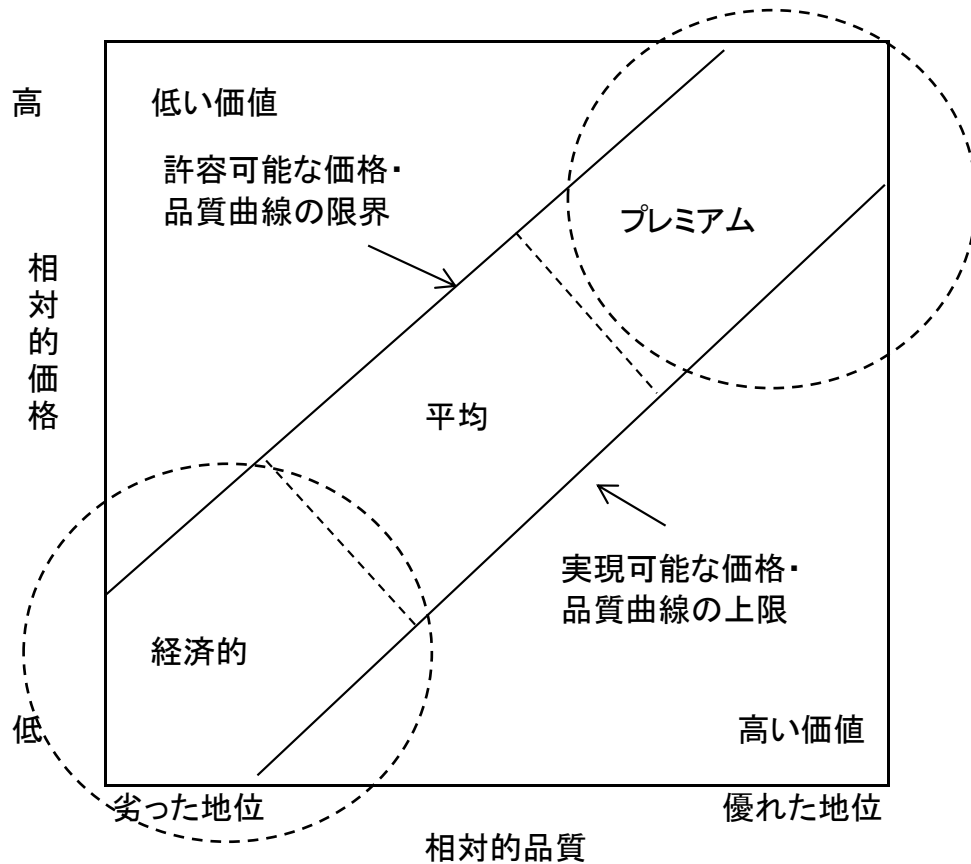 高
低い価値
許容可能な価格・
品質曲線の限界
プレミアム
相対的価格
平均
実現可能な価格・
品質曲線の上限
経済的
低
高い価値
劣った地位
優れた地位
相対的品質